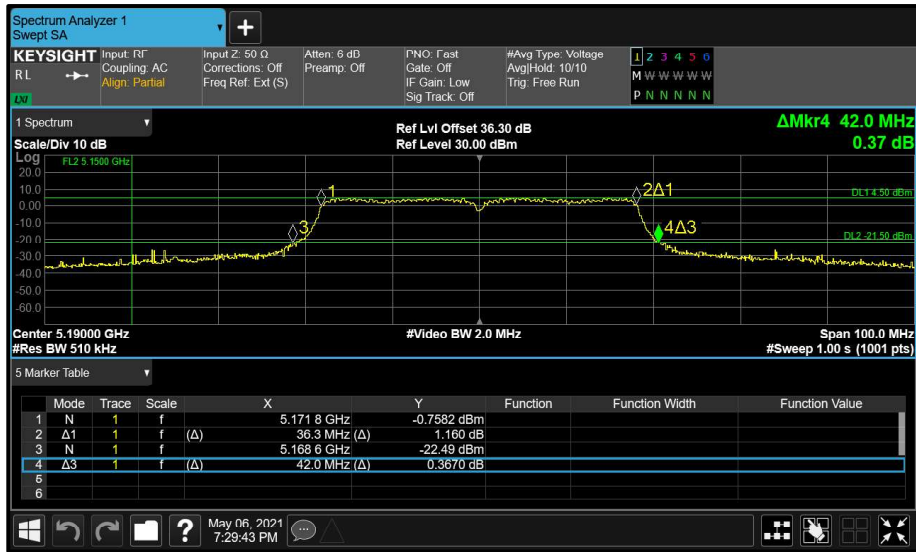 Spectrum Analyzer 1
Swept SA
+
KEYSIGHT Input: RF Input Z: 50 Ω Atten: 6 dB PNO: Fast #Avg Type: Voltage 1 2 3 4 5 6
RL Coupling: AC Corrections: Off Preamp: Off Gate: Off Avg|Hold: 10/10 M W W W W W
Align: Partial Freq Ref: Ext (S) IF Gain: Low Trig: Free Run
LXI Sig Track: Off P N N N N N
1 Spectrum Ref Lvl Offset 36.30 dB ΔMkr4 42.0 MHz
Scale/Div 10 dB Ref Level 30.00 dBm 0.37 dB
Log FL2 5.1500 GHz
20.0
10.0 1 2Δ1 DL1 4.50 dBm
0.00
-10.0 3 4Δ3
-20.0 DL2 -21.50 dBm
-30.0
-40.0
-50.0
-60.0
Center 5.19000 GHz #Video BW 2.0 MHz Span 100.0 MHz
#Res BW 510 kHz #Sweep 1.00 s (1001 pts)
5 Marker Table
Mode Trace Scale X Y Function Function Width Function Value
1 N 1 f 5.171 8 GHz -0.7582 dBm
2 Δ1 1 f (Δ) 36.3 MHz (Δ) 1.160 dB
3 N 1 f 5.168 6 GHz -22.49 dBm
4 Δ3 1 f (Δ) 42.0 MHz (Δ) 0.3670 dB
5
6
? May 06, 2021
7:29:43 PM